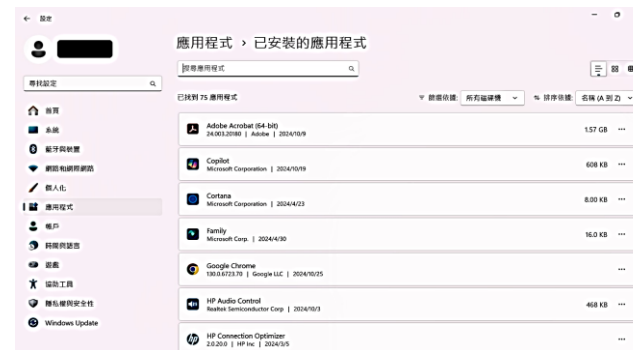 設定
應用程式 › 已安裝的應用程式
搜尋應用程式
尋找設定
已找到 75 應用程式
篩選依據: 所有磁碟機
排序依據: 名稱 (A 到 Z)
首頁
系統
藍牙與裝置
網路和網際網路
個人化
應用程式
帳戶
時間與語言
遊戲
協助工具
隱私權與安全性
Windows Update
Adobe Acrobat (64-bit)
24.003.20180 | Adobe | 2024/10/9
1.57 GB
Copilot
Microsoft Corporation | 2024/10/19
608 KB
Cortana
Microsoft Corporation | 2024/4/23
8.00 KB
Family
Microsoft Corp. | 2024/4/30
16.0 KB
Google Chrome
130.0.6723.70 | Google LLC | 2024/10/25
HP Audio Control
Realtek Semiconductor Corp | 2024/10/3
468 KB
HP Connection Optimizer
2.0.20.0 | HP Inc | 2024/3/5